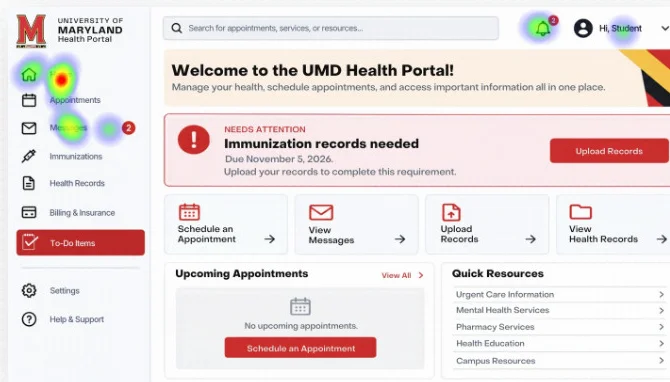 UNIVERSITY OF
MARYLAND
Health Portal
Search for appointments, services, or resources...
2
Hi, Student
Appointments
Messages
2
Immunizations
Health Records
Billing & Insurance
To-Do Items
Settings
Help & Support
Welcome to the UMD Health Portal!
Manage your health, schedule appointments, and access important information all in one place.
NEEDS ATTENTION
Immunization records needed
Due November 5, 2026.
Upload your records to complete this requirement.
Upload Records
Schedule an
Appointment
View
Messages
Upload
Records
View
Health Records
Upcoming Appointments
View All
No upcoming appointments.
Schedule an Appointment
Quick Resources
Urgent Care Information
Mental Health Services
Pharmacy Services
Health Education
Campus Resources